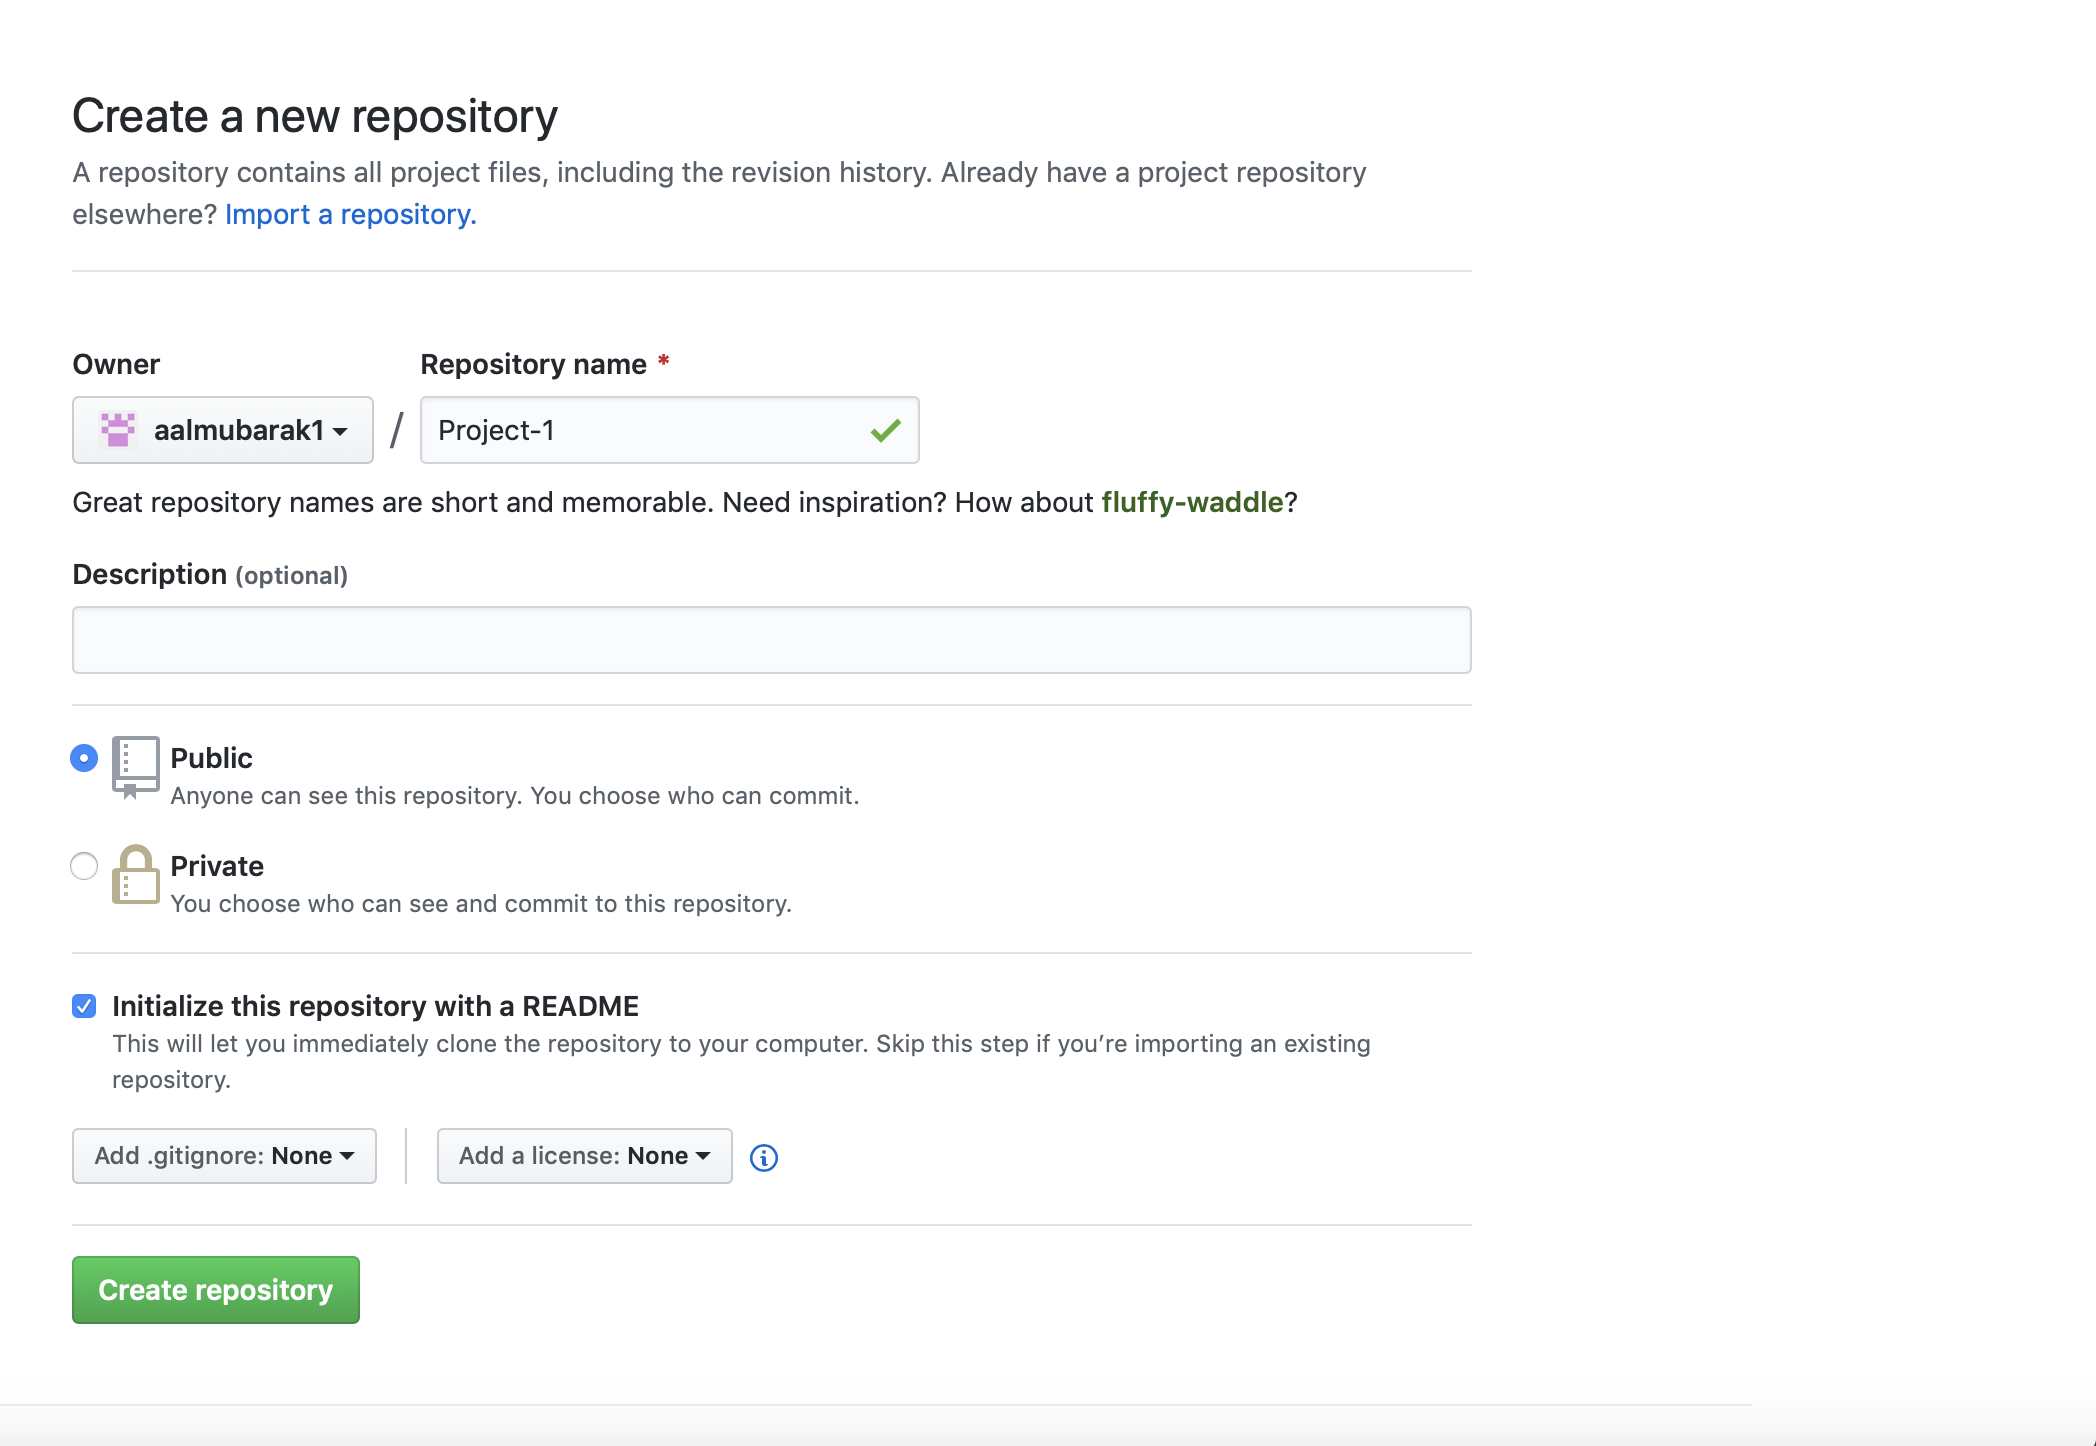 Create a new repository
A repository contains all project files, including the revision history. Already have a project repository
elsewhere? Import a repository.
Owner
Repository name *
aalmubarak1
/
Project-1
Great repository names are short and memorable. Need inspiration? How about fluffy-waddle?
Description (optional)
Public
Anyone can see this repository. You choose who can commit.
Private
You choose who can see and commit to this repository.
Initialize this repository with a README
This will let you immediately clone the repository to your computer. Skip this step if you’re importing an existing
repository.
Add .gitignore: None
Add a license: None
Create repository